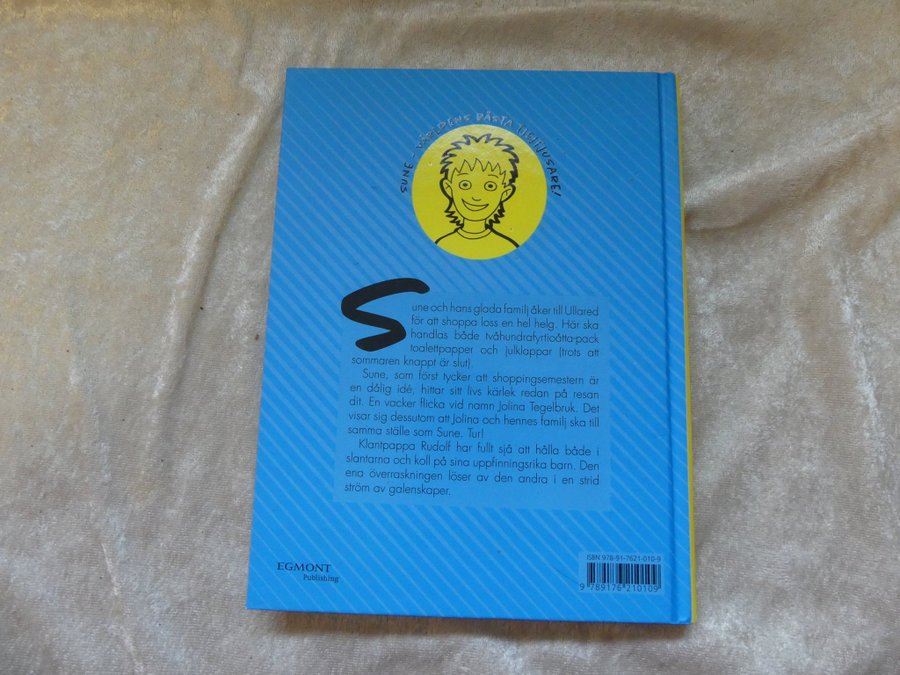 SUNE – VÄRLDENS BÄSTA TJEJTJUSARE!
Sune och hans glada familj åker till Ullared
för att shoppa loss en hel helg. Här ska
handlas både tvåhundrafyrtioåtta-pack
toalettpapper och julklappar (trots att
sommaren knappt är slut).
Sune, som först tycker att shoppingsemestern är
en dålig idé, hittar sitt livs kärlek redan på resan
dit. En vacker flicka vid namn Jolina Tegelbruk. Det
visar sig dessutom att Jolina och hennes familj ska till
samma ställe som Sune. Tur!
Klantpappa Rudolf har fullt sjå att hålla både i
slantarna och koll på sina uppfinningsrika barn. Den
ena överraskningen löser av den andra i en strid
ström av galenskaper.
EGMONT
Publishing
ISBN 978-91-7621-010-9
9 789176 210109